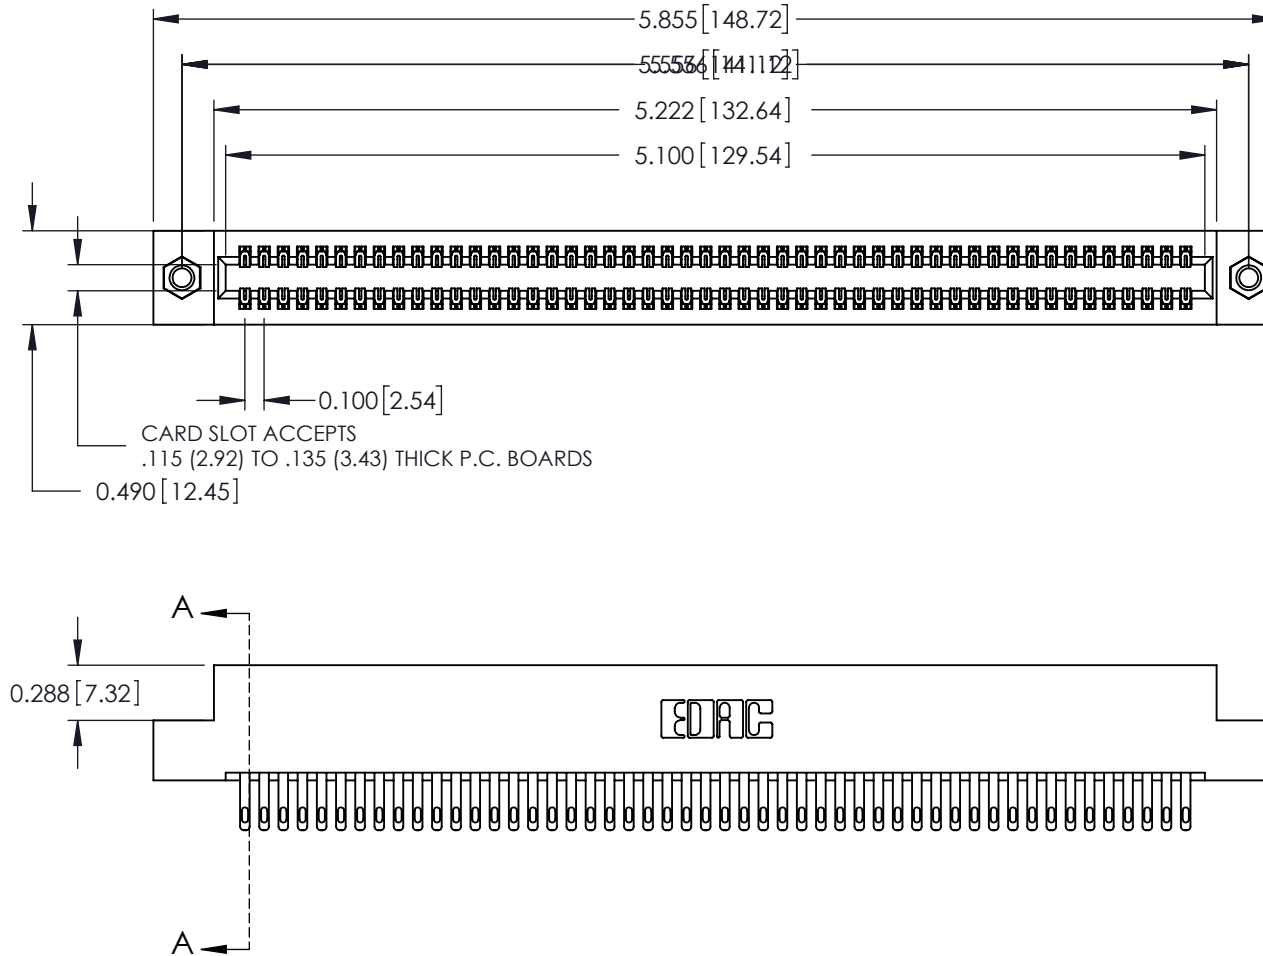 5.855[148.72]
5.222[132.64]
5.100[129.54]
0.100[2.54]
CARD SLOT ACCEPTS
.115 (2.92) TO .135 (3.43) THICK P.C. BOARDS
0.490[12.45]
A
0.288[7.32]
EDAC
A